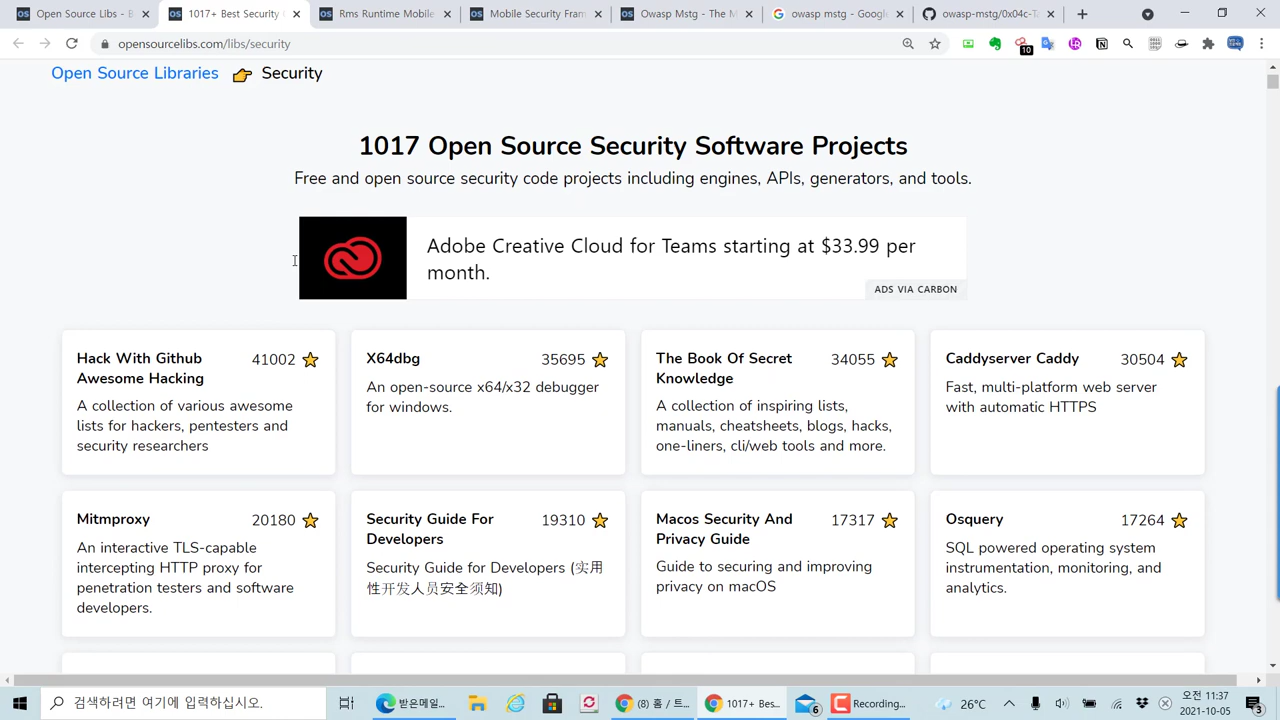 Open Source Libs - B
1017+ Best Security
Rms Runtime Mobile
Mobile Security Fram
Owasp Mstg - The M
owasp mstg - Google
owasp-mstg/0x04c-Te
opensourcelibs.com/libs/security
10
Open Source Libraries 👉 Security
1017 Open Source Security Software Projects
Free and open source security code projects including engines, APIs, generators, and tools.
Adobe Creative Cloud for Teams starting at $33.99 per
month.
ADS VIA CARBON
Hack With Github
Awesome Hacking
41002
A collection of various awesome
lists for hackers, pentesters and
security researchers
X64dbg
35695
An open-source x64/x32 debugger
for windows.
The Book Of Secret
Knowledge
34055
A collection of inspiring lists,
manuals, cheatsheets, blogs, hacks,
one-liners, cli/web tools and more.
Caddyserver Caddy
30504
Fast, multi-platform web server
with automatic HTTPS
Mitmproxy
20180
An interactive TLS-capable
intercepting HTTP proxy for
penetration testers and software
developers.
Security Guide For
Developers
19310
Security Guide for Developers (实用
性开发人员安全须知)
Macos Security And
Privacy Guide
17317
Guide to securing and improving
privacy on macOS
Osquery
17264
SQL powered operating system
instrumentation, monitoring, and
analytics.
검색하려면 여기에 입력하십시오.
받은메일...
(8) 홈 / 트...
1017+ Bes...
6
Recording...
26°C
오전 11:37
2021-10-05
3